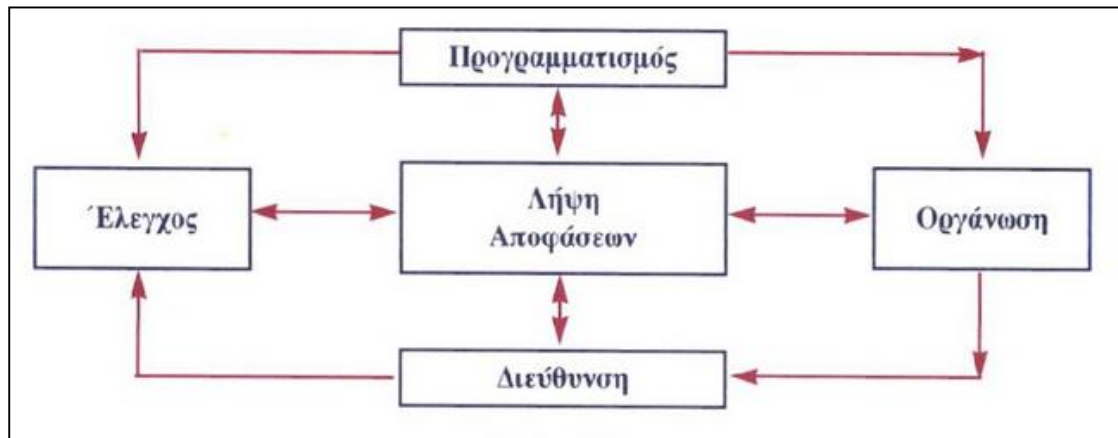 Προγραμματισμός
Έλεγχος
Λήψη
Αποφάσεων
Οργάνωση
Διεύθυνση